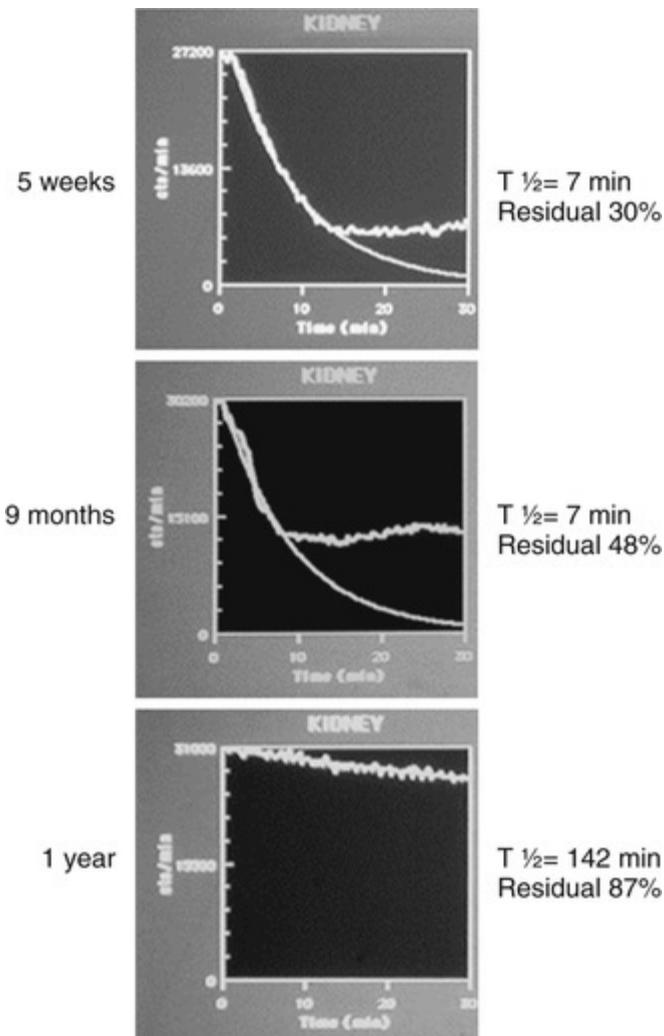 KIDNEY
27200
13600
0
cts/min
0 10 20 30
Time (min)
5 weeks
T ½= 7 min
Residual 30%
KIDNEY
30200
15100
0
cts/min
0 10 20 30
Time (min)
9 months
T ½= 7 min
Residual 48%
KIDNEY
31000
0
cts/min
0 10 20 30
Time (min)
1 year
T ½= 142 min
Residual 87%